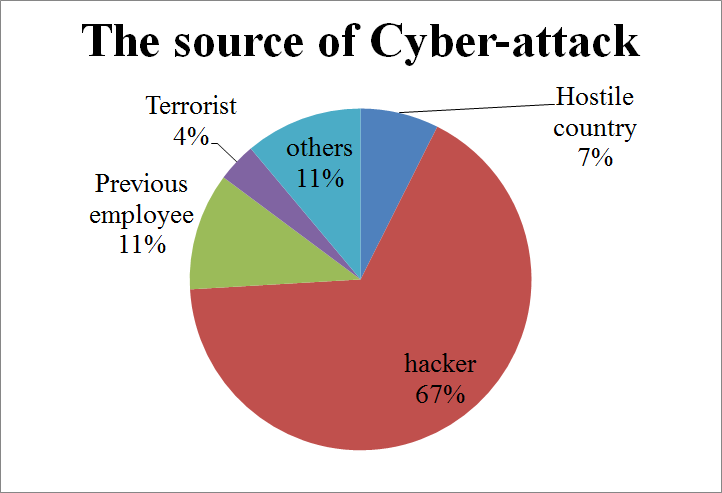 The source of Cyber-attack
Hostile
country
7%
Terrorist
4%
others
11%
Previous
employee
11%
hacker
67%